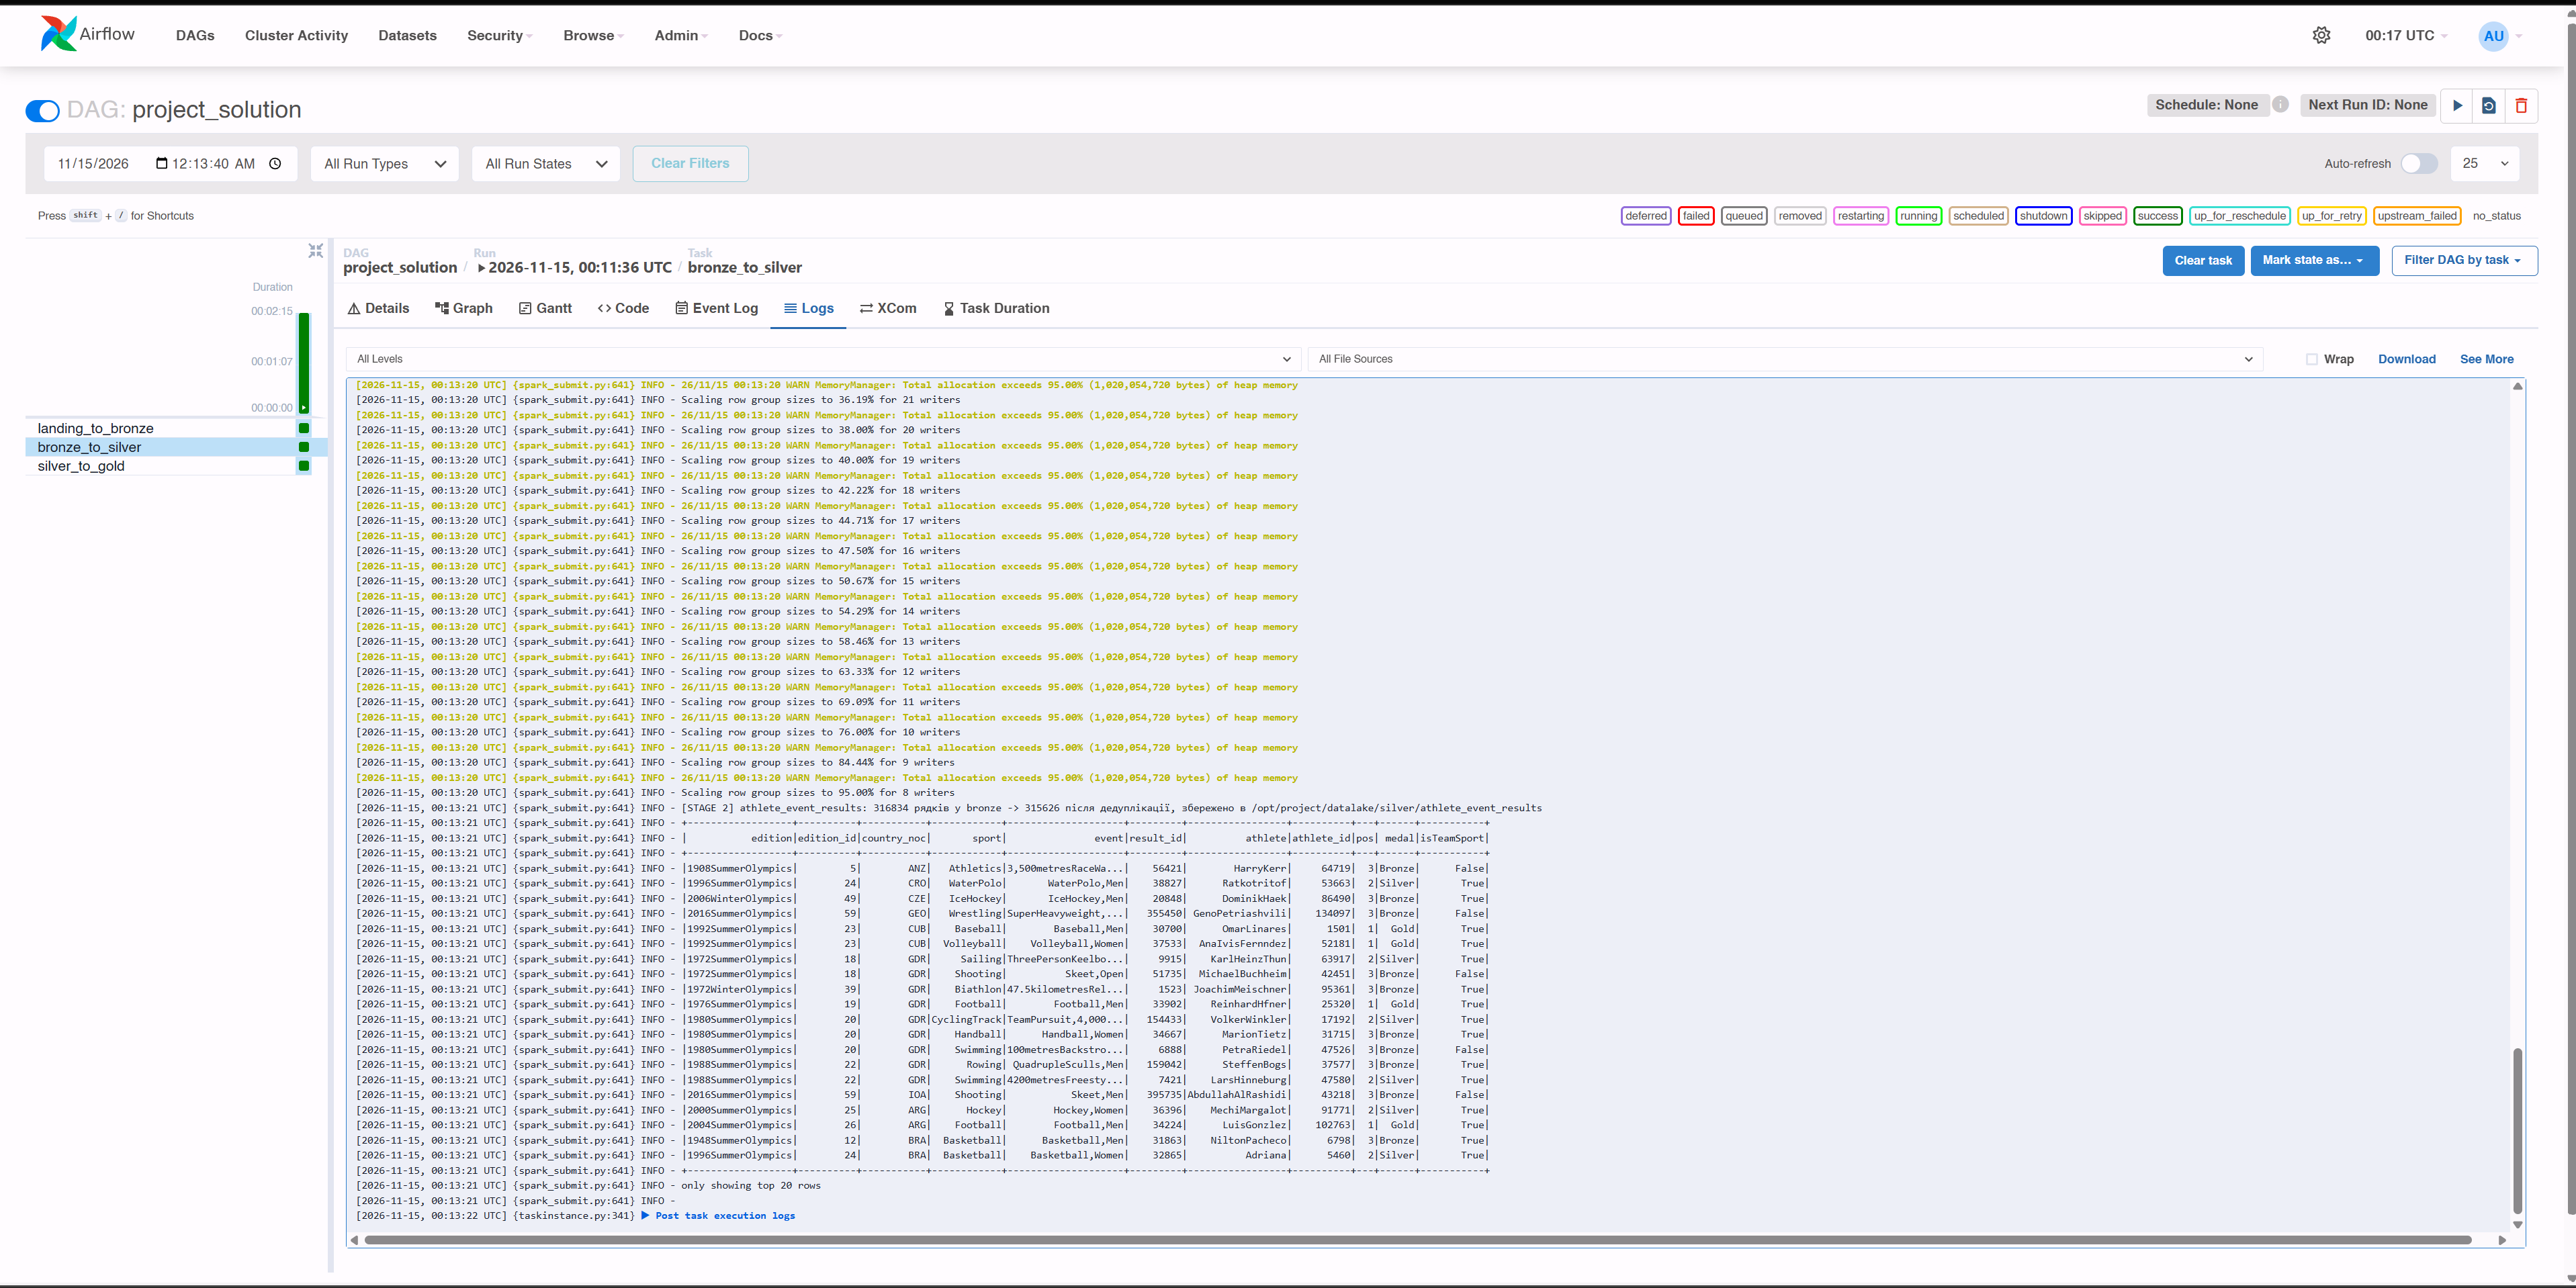 Airflow DAGs Cluster Activity Datasets Security Browse Admin Docs 00:17 UTC AU
DAG: project_solution Schedule: None Next Run ID: None
11/15/2026 12:13:40 AM All Run Types All Run States Clear Filters Auto-refresh 25
Press shift + / for Shortcuts deferred failed queued removed restarting running scheduled shutdown skipped success up_for_reschedule up_for_retry upstream_failed no_status
Duration
00:02:15
00:01:07
00:00:00
landing_to_bronze
bronze_to_silver
silver_to_gold
DAG Run Task
project_solution / 2026-11-15, 00:11:36 UTC / bronze_to_silver Clear task Mark state as... Filter DAG by task
Details Graph Gantt Code Event Log Logs XCom Task Duration
All Levels All File Sources Wrap Download See More
[2026-11-15, 00:13:20 UTC] {spark_submit.py:641} INFO - 26/11/15 00:13:20 WARN MemoryManager: Total allocation exceeds 95.00% (1,020,054,720 bytes) of heap memory
[2026-11-15, 00:13:20 UTC] {spark_submit.py:641} INFO - Scaling row group sizes to 36.19% for 21 writers
[2026-11-15, 00:13:20 UTC] {spark_submit.py:641} INFO - 26/11/15 00:13:20 WARN MemoryManager: Total allocation exceeds 95.00% (1,020,054,720 bytes) of heap memory
[2026-11-15, 00:13:20 UTC] {spark_submit.py:641} INFO - Scaling row group sizes to 38.00% for 20 writers
[2026-11-15, 00:13:20 UTC] {spark_submit.py:641} INFO - 26/11/15 00:13:20 WARN MemoryManager: Total allocation exceeds 95.00% (1,020,054,720 bytes) of heap memory
[2026-11-15, 00:13:20 UTC] {spark_submit.py:641} INFO - Scaling row group sizes to 40.00% for 19 writers
[2026-11-15, 00:13:20 UTC] {spark_submit.py:641} INFO - 26/11/15 00:13:20 WARN MemoryManager: Total allocation exceeds 95.00% (1,020,054,720 bytes) of heap memory
[2026-11-15, 00:13:20 UTC] {spark_submit.py:641} INFO - Scaling row group sizes to 42.22% for 18 writers
[2026-11-15, 00:13:20 UTC] {spark_submit.py:641} INFO - 26/11/15 00:13:20 WARN MemoryManager: Total allocation exceeds 95.00% (1,020,054,720 bytes) of heap memory
[2026-11-15, 00:13:20 UTC] {spark_submit.py:641} INFO - Scaling row group sizes to 44.71% for 17 writers
[2026-11-15, 00:13:20 UTC] {spark_submit.py:641} INFO - 26/11/15 00:13:20 WARN MemoryManager: Total allocation exceeds 95.00% (1,020,054,720 bytes) of heap memory
[2026-11-15, 00:13:20 UTC] {spark_submit.py:641} INFO - Scaling row group sizes to 47.50% for 16 writers
[2026-11-15, 00:13:20 UTC] {spark_submit.py:641} INFO - 26/11/15 00:13:20 WARN MemoryManager: Total allocation exceeds 95.00% (1,020,054,720 bytes) of heap memory
[2026-11-15, 00:13:20 UTC] {spark_submit.py:641} INFO - Scaling row group sizes to 50.67% for 15 writers
[2026-11-15, 00:13:20 UTC] {spark_submit.py:641} INFO - 26/11/15 00:13:20 WARN MemoryManager: Total allocation exceeds 95.00% (1,020,054,720 bytes) of heap memory
[2026-11-15, 00:13:20 UTC] {spark_submit.py:641} INFO - Scaling row group sizes to 54.29% for 14 writers
[2026-11-15, 00:13:20 UTC] {spark_submit.py:641} INFO - 26/11/15 00:13:20 WARN MemoryManager: Total allocation exceeds 95.00% (1,020,054,720 bytes) of heap memory
[2026-11-15, 00:13:20 UTC] {spark_submit.py:641} INFO - Scaling row group sizes to 58.46% for 13 writers
[2026-11-15, 00:13:20 UTC] {spark_submit.py:641} INFO - 26/11/15 00:13:20 WARN MemoryManager: Total allocation exceeds 95.00% (1,020,054,720 bytes) of heap memory
[2026-11-15, 00:13:20 UTC] {spark_submit.py:641} INFO - Scaling row group sizes to 63.33% for 12 writers
[2026-11-15, 00:13:20 UTC] {spark_submit.py:641} INFO - 26/11/15 00:13:20 WARN MemoryManager: Total allocation exceeds 95.00% (1,020,054,720 bytes) of heap memory
[2026-11-15, 00:13:20 UTC] {spark_submit.py:641} INFO - Scaling row group sizes to 69.09% for 11 writers
[2026-11-15, 00:13:20 UTC] {spark_submit.py:641} INFO - 26/11/15 00:13:20 WARN MemoryManager: Total allocation exceeds 95.00% (1,020,054,720 bytes) of heap memory
[2026-11-15, 00:13:20 UTC] {spark_submit.py:641} INFO - Scaling row group sizes to 76.00% for 10 writers
[2026-11-15, 00:13:20 UTC] {spark_submit.py:641} INFO - 26/11/15 00:13:20 WARN MemoryManager: Total allocation exceeds 95.00% (1,020,054,720 bytes) of heap memory
[2026-11-15, 00:13:20 UTC] {spark_submit.py:641} INFO - Scaling row group sizes to 84.44% for 9 writers
[2026-11-15, 00:13:20 UTC] {spark_submit.py:641} INFO - 26/11/15 00:13:20 WARN MemoryManager: Total allocation exceeds 95.00% (1,020,054,720 bytes) of heap memory
[2026-11-15, 00:13:20 UTC] {spark_submit.py:641} INFO - Scaling row group sizes to 95.00% for 8 writers
[2026-11-15, 00:13:21 UTC] {spark_submit.py:641} INFO - [STAGE 2] athlete_event_results: 316834 рядків у bronze -> 315626 після дедуплікації, збережено в /opt/project/datalake/silver/athlete_event_results
[2026-11-15, 00:13:21 UTC] {spark_submit.py:641} INFO - +-----------------+----------+-----------+-----------+-------------------+---------+----------------+----------+---+------+-----------+
[2026-11-15, 00:13:21 UTC] {spark_submit.py:641} INFO - | edition|edition_id|country_noc| sport| event|result_id| athlete|athlete_id|pos| medal|isTeamSport|
[2026-11-15, 00:13:21 UTC] {spark_submit.py:641} INFO - +-----------------+----------+-----------+-----------+-------------------+---------+----------------+----------+---+------+-----------+
[2026-11-15, 00:13:21 UTC] {spark_submit.py:641} INFO - |1908SummerOlympics| 5| ANZ| Athletics|3,500metresRaceWa...| 56421| HarryKerr| 64719| 3|Bronze| False|
[2026-11-15, 00:13:21 UTC] {spark_submit.py:641} INFO - |1996SummerOlympics| 24| CRO| WaterPolo| WaterPolo,Men| 38827| Ratkotritof| 53663| 2|Silver| True|
[2026-11-15, 00:13:21 UTC] {spark_submit.py:641} INFO - |2006WinterOlympics| 49| CZE| IceHockey| IceHockey,Men| 20848| DominikHaek| 86490| 3|Bronze| True|
[2026-11-15, 00:13:21 UTC] {spark_submit.py:641} INFO - |2016SummerOlympics| 59| GEO| Wrestling|SuperHeavyweight,...| 355450| GenoPetriashvili| 134097| 3|Bronze| False|
[2026-11-15, 00:13:21 UTC] {spark_submit.py:641} INFO - |1992SummerOlympics| 23| CUB| Baseball| Baseball,Men| 30700| OmarLinares| 1501| 1| Gold| True|
[2026-11-15, 00:13:21 UTC] {spark_submit.py:641} INFO - |1992SummerOlympics| 23| CUB| Volleyball| Volleyball,Women| 37533| AnaIvisFernndez| 52181| 1| Gold| True|
[2026-11-15, 00:13:21 UTC] {spark_submit.py:641} INFO - |1972SummerOlympics| 18| GDR| Sailing|ThreePersonKeelbo...| 9915| KarlHeinzThun| 63917| 2|Silver| True|
[2026-11-15, 00:13:21 UTC] {spark_submit.py:641} INFO - |1972SummerOlympics| 18| GDR| Shooting| Skeet,Open| 51735| MichaelBuchheim| 42451| 3|Bronze| False|
[2026-11-15, 00:13:21 UTC] {spark_submit.py:641} INFO - |1972WinterOlympics| 39| GDR| Biathlon|47.5kilometresRel...| 1523| JoachimMeischner| 95361| 3|Bronze| True|
[2026-11-15, 00:13:21 UTC] {spark_submit.py:641} INFO - |1976SummerOlympics| 19| GDR| Football| Football,Men| 33902| ReinhardHfner| 25320| 1| Gold| True|
[2026-11-15, 00:13:21 UTC] {spark_submit.py:641} INFO - |1980SummerOlympics| 20| GDR|CyclingTrack|TeamPursuit,4,000...| 154433| VolkerWinkler| 17192| 2|Silver| True|
[2026-11-15, 00:13:21 UTC] {spark_submit.py:641} INFO - |1980SummerOlympics| 20| GDR| Handball| Handball,Women| 34667| MarionTietz| 31715| 3|Bronze| True|
[2026-11-15, 00:13:21 UTC] {spark_submit.py:641} INFO - |1980SummerOlympics| 20| GDR| Swimming|100metresBackstro...| 6888| PetraRiedel| 47526| 3|Bronze| False|
[2026-11-15, 00:13:21 UTC] {spark_submit.py:641} INFO - |1988SummerOlympics| 22| GDR| Rowing| QuadrupleSculls,Men| 159042| SteffenBogs| 37577| 3|Bronze| True|
[2026-11-15, 00:13:21 UTC] {spark_submit.py:641} INFO - |1988SummerOlympics| 22| GDR| Swimming|4200metresFreesty...| 7421| LarsHinneburg| 47580| 2|Silver| True|
[2026-11-15, 00:13:21 UTC] {spark_submit.py:641} INFO - |2016SummerOlympics| 59| IOA| Shooting| Skeet,Men| 395735|AbdullahAlRashidi| 43218| 3|Bronze| False|
[2026-11-15, 00:13:21 UTC] {spark_submit.py:641} INFO - |2000SummerOlympics| 25| ARG| Hockey| Hockey,Women| 36396| MechiMargalot| 91771| 2|Silver| True|
[2026-11-15, 00:13:21 UTC] {spark_submit.py:641} INFO - |2004SummerOlympics| 26| ARG| Football| Football,Men| 34224| LuisGonzlez| 102763| 1| Gold| True|
[2026-11-15, 00:13:21 UTC] {spark_submit.py:641} INFO - |1948SummerOlympics| 12| BRA| Basketball| Basketball,Men| 31863| NiltonPacheco| 6798| 3|Bronze| True|
[2026-11-15, 00:13:21 UTC] {spark_submit.py:641} INFO - |1996SummerOlympics| 24| BRA| Basketball| Basketball,Women| 32865| Adriana| 5460| 2|Silver| True|
[2026-11-15, 00:13:21 UTC] {spark_submit.py:641} INFO - +-----------------+----------+-----------+-----------+-------------------+---------+----------------+----------+---+------+-----------+
[2026-11-15, 00:13:21 UTC] {spark_submit.py:641} INFO - only showing top 20 rows
[2026-11-15, 00:13:21 UTC] {spark_submit.py:641} INFO -
[2026-11-15, 00:13:22 UTC] {taskinstance.py:341} ▶ Post task execution logs